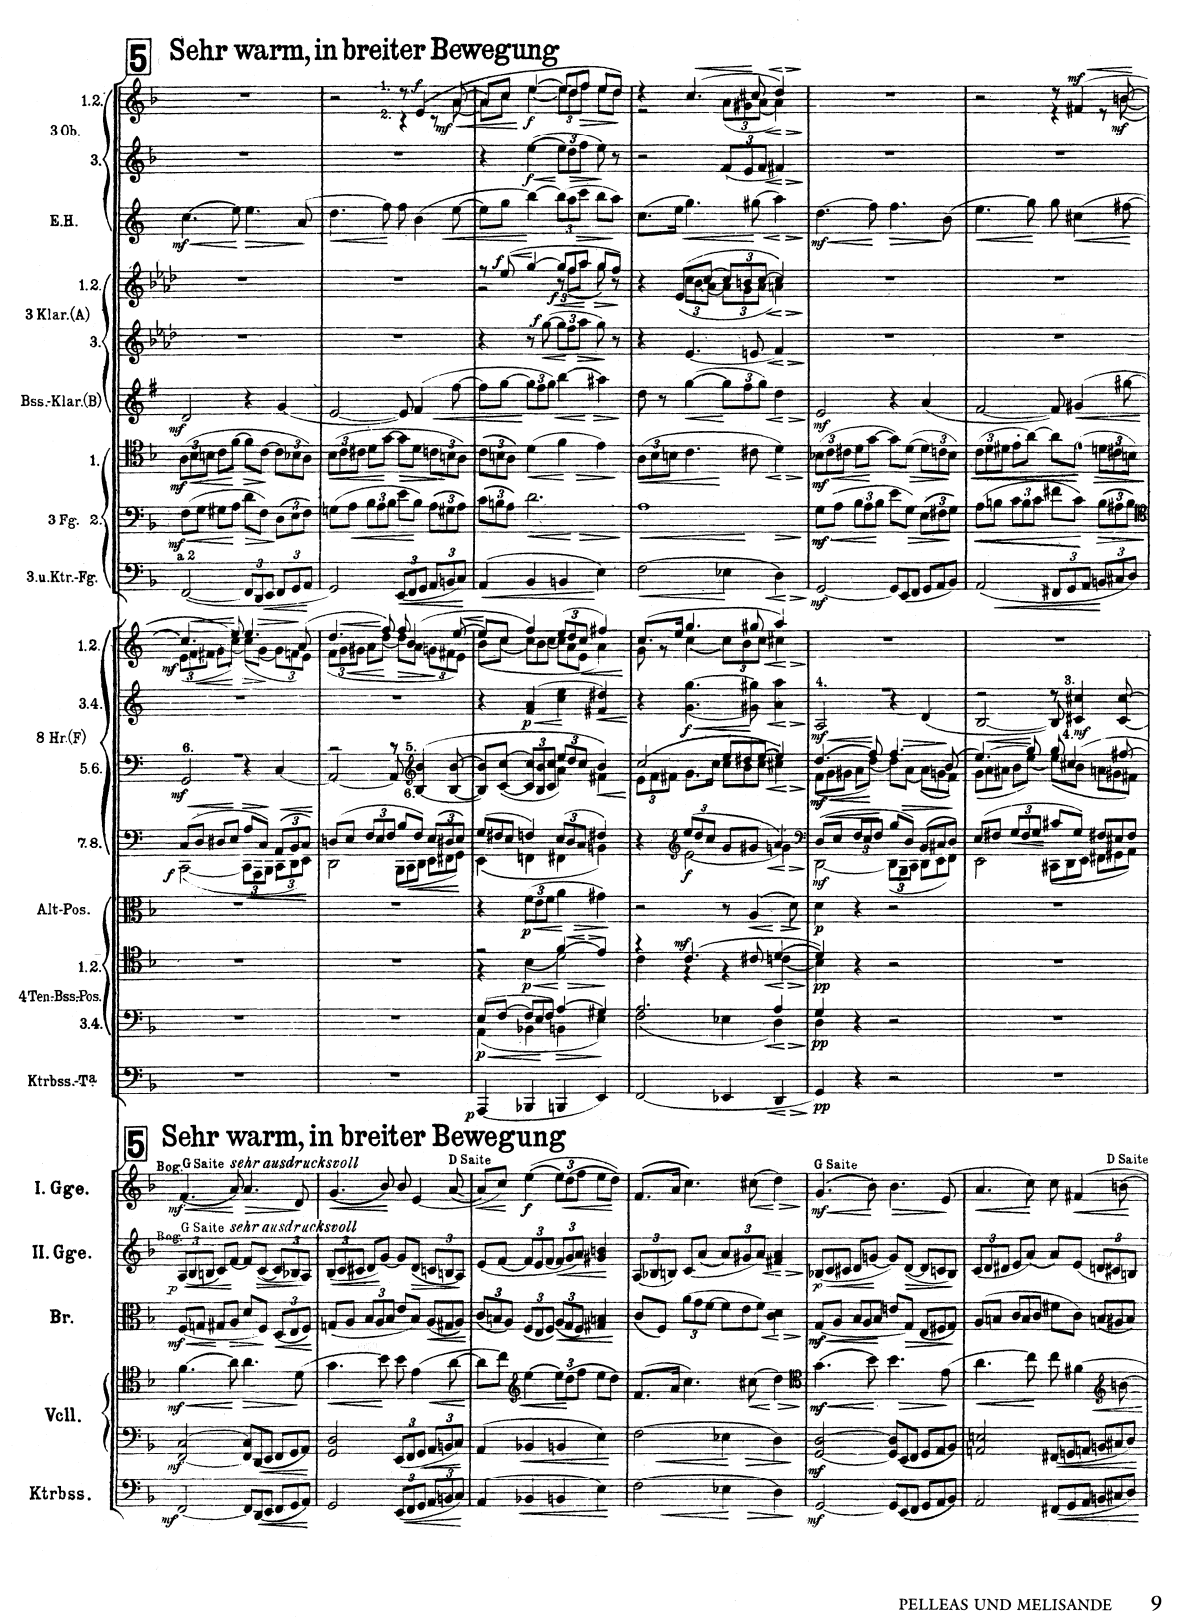 5 Sehr warm, in breiter Bewegung
1.2.
3 Ob.
3.
E.H.
1.2.
3 Klar.(A)
3.
Bss.-Klar.(B)
1.
3 Fg. 2.
a 2
3.u.Ktr.-Fg.
1.2.
3.4.
8 Hr.(F)
5.6.
7.8.
Alt-Pos.
1.2.
4 Ten.-Bss.-Pos.
3.4.
Ktrbss.-Tª
5 Sehr warm, in breiter Bewegung
Bog. G Saite sehr ausdrucksvoll D Saite G Saite D Saite
I. Gge.
Bog. G Saite sehr ausdrucksvoll
II. Gge.
Br.
Vcll.
Ktrbss.
PELLEAS UND MELISANDE 9